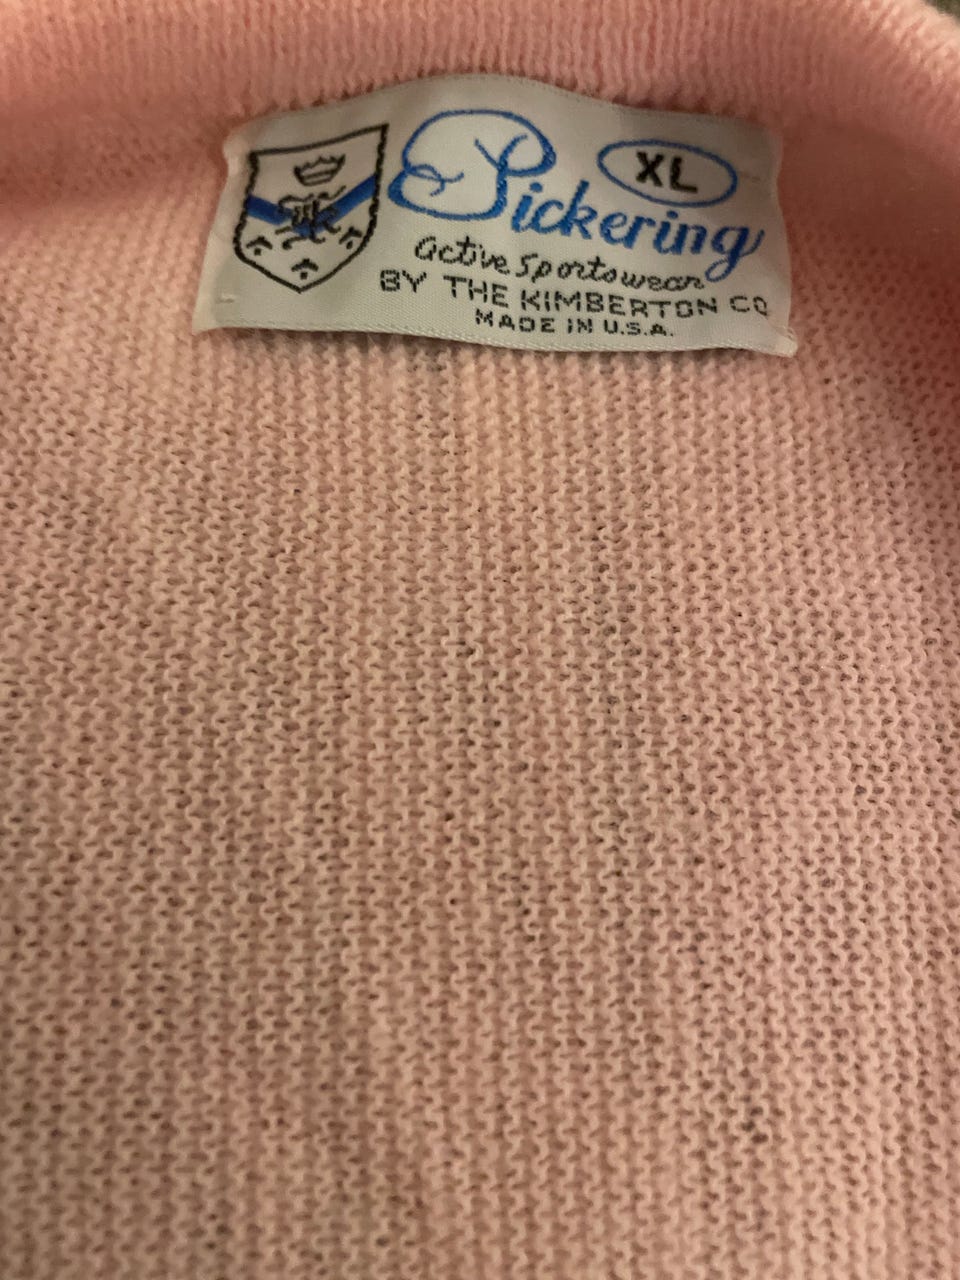 Pickering
XL
active Sportswear
BY THE KIMBERTON CO
MADE IN U.S.A.